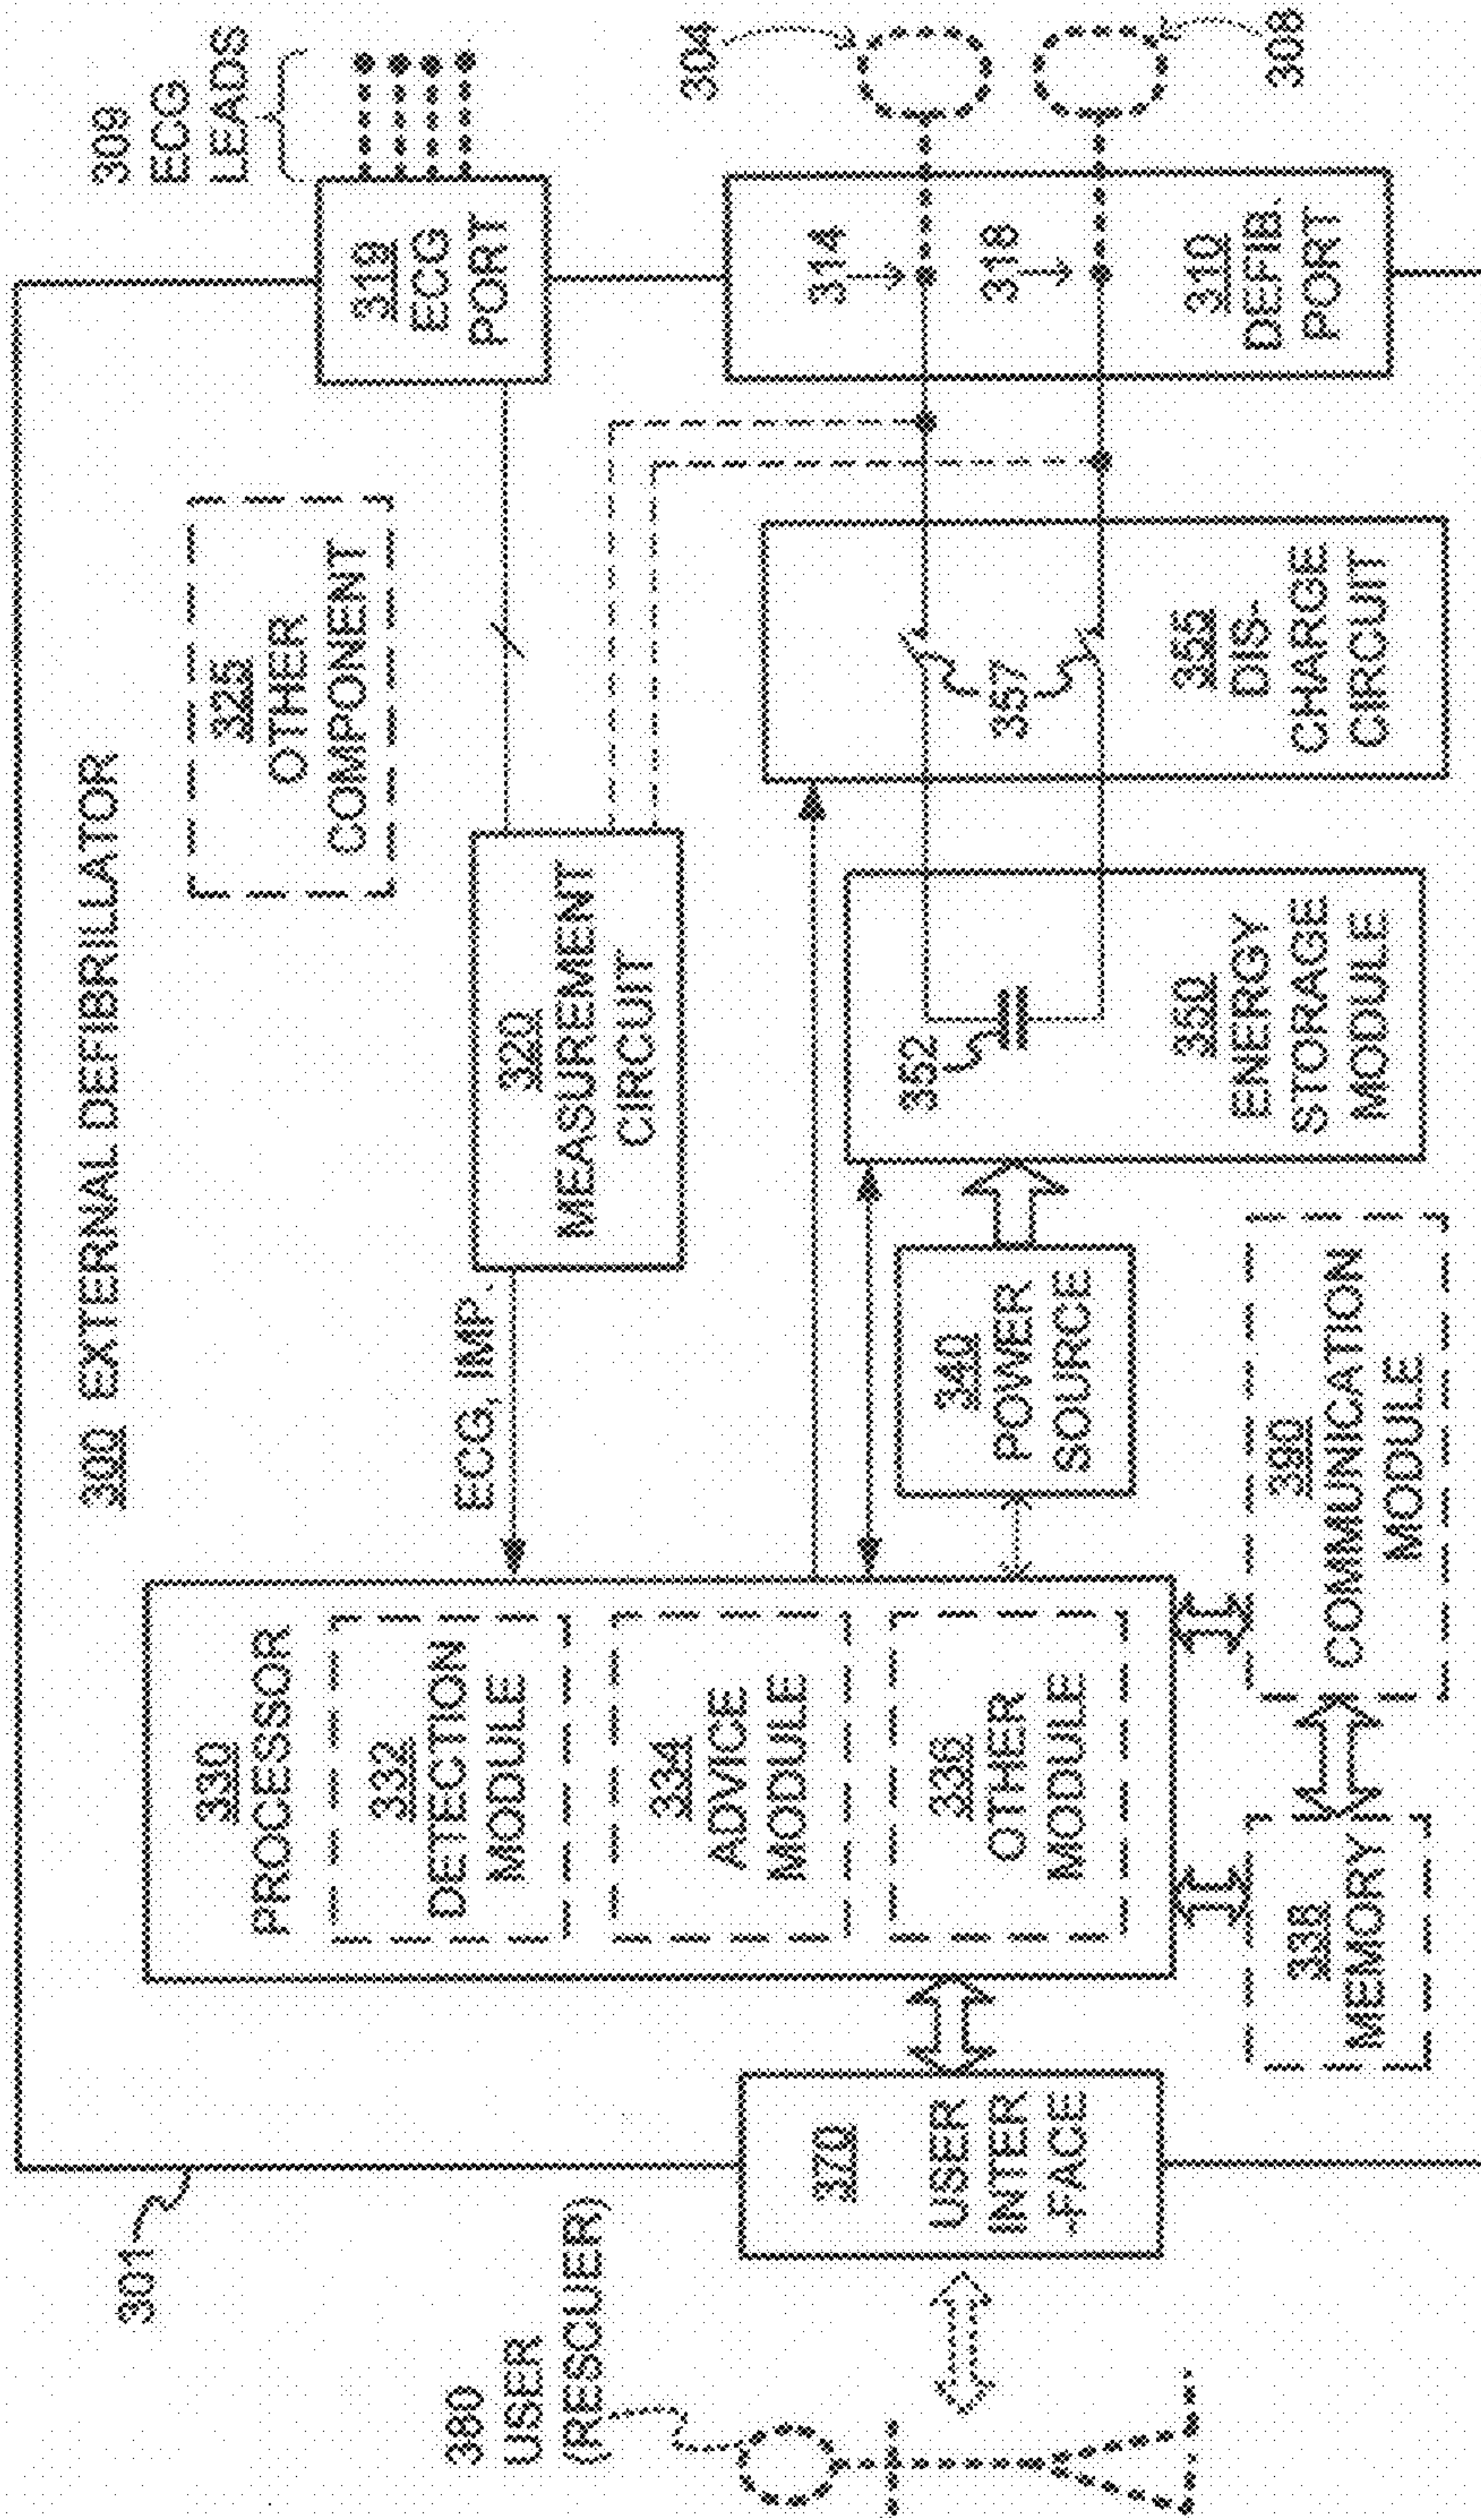 300 EXTERNAL DEFIBRILLATOR
301
380
USER
(RESCUER)
370
USER
INTER
-FACE
330
PROCESSOR
332
DETECTION
MODULE
334
ADVICE
MODULE
336
OTHER
MODULE
338
MEMORY
390
COMMUNICATION
MODULE
ECG, IMP.
320
MEASUREMENT
CIRCUIT
325
OTHER
COMPONENT
340
POWER
SOURCE
352
350
ENERGY
STORAGE
MODULE
357
355
DIS-
CHARGE
CIRCUIT
319
ECG
PORT
309
ECG
LEADS
314
318
310
DEFIB.
PORT
304
308